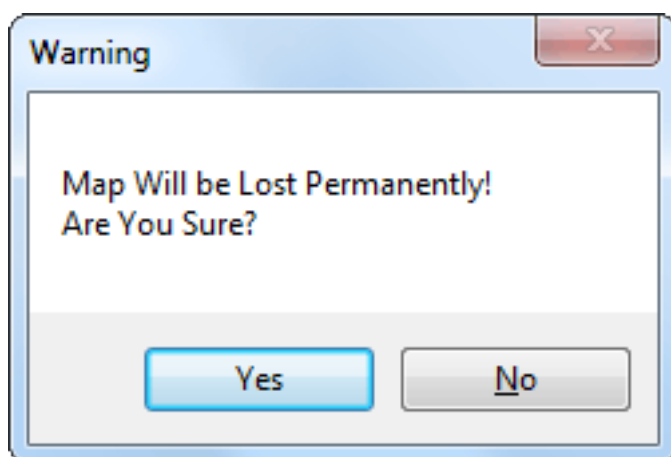 Warning
Map Will be Lost Permanently!
Are You Sure?
Yes
No